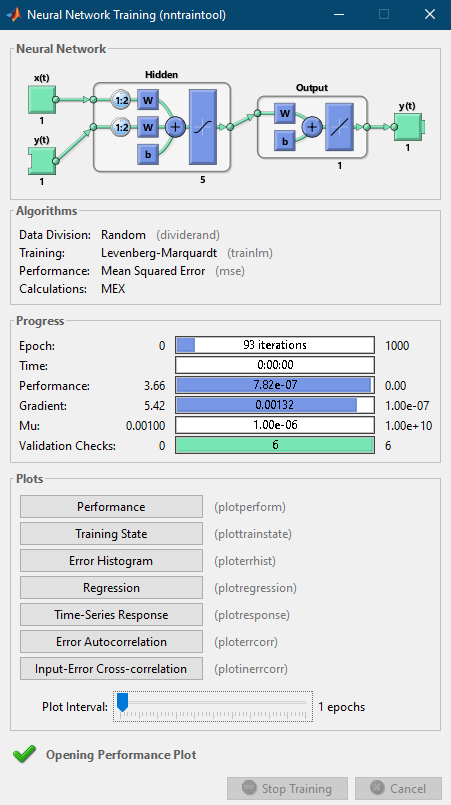 Neural Network Training (nntraintool)
Neural Network
Hidden
Output
x(t)
1:2
W
W
y(t)
1
y(t)
1:2
W
+
b
+
b
1
5
1
1
Algorithms
Data Division: Random (dividerand)
Training: Levenberg-Marquardt (trainlm)
Performance: Mean Squared Error (mse)
Calculations: MEX
Progress
Epoch: 0 93 iterations 1000
Time: 0:00:00
Performance: 3.66 7.82e-07 0.00
Gradient: 5.42 0.00132 1.00e-07
Mu: 0.00100 1.00e-06 1.00e+10
Validation Checks: 0 6 6
Plots
Performance (plotperform)
Training State (plottrainstate)
Error Histogram (ploterrhist)
Regression (plotregression)
Time-Series Response (plotresponse)
Error Autocorrelation (ploterrcorr)
Input-Error Cross-correlation (plotinerrcorr)
Plot Interval: 1 epochs
Opening Performance Plot
Stop Training Cancel